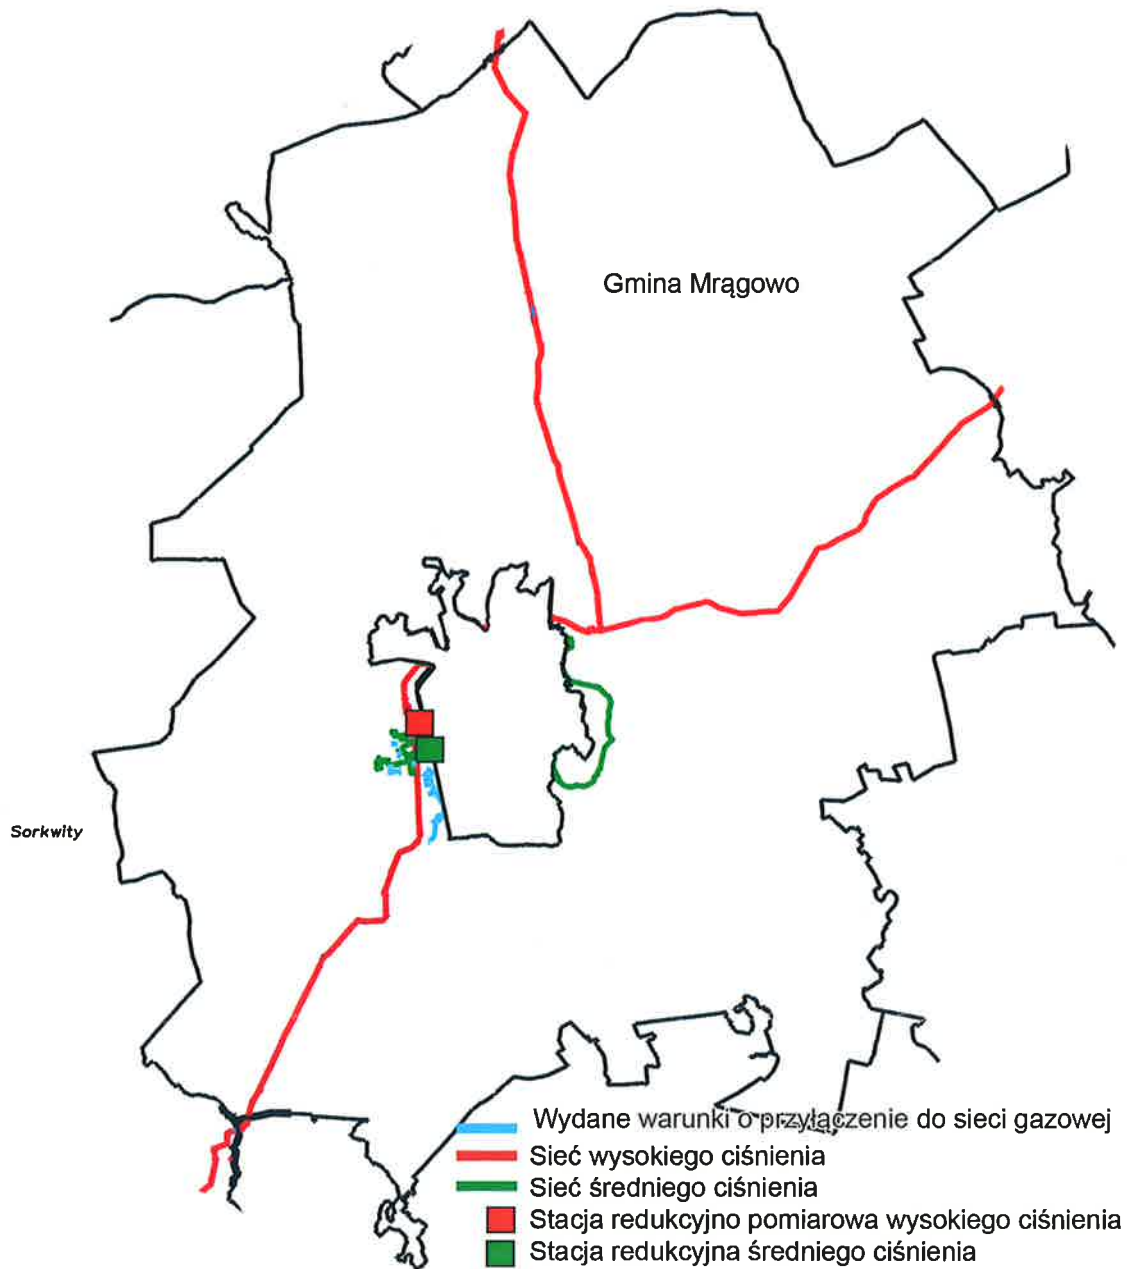 Gmina Mrągowo
Sorkwity
Wydane warunki o przyłączenie do sieci gazowej
Sieć wysokiego ciśnienia
Sieć średniego ciśnienia
Stacja redukcyjno pomiarowa wysokiego ciśnienia
Stacja redukcyjna średniego ciśnienia